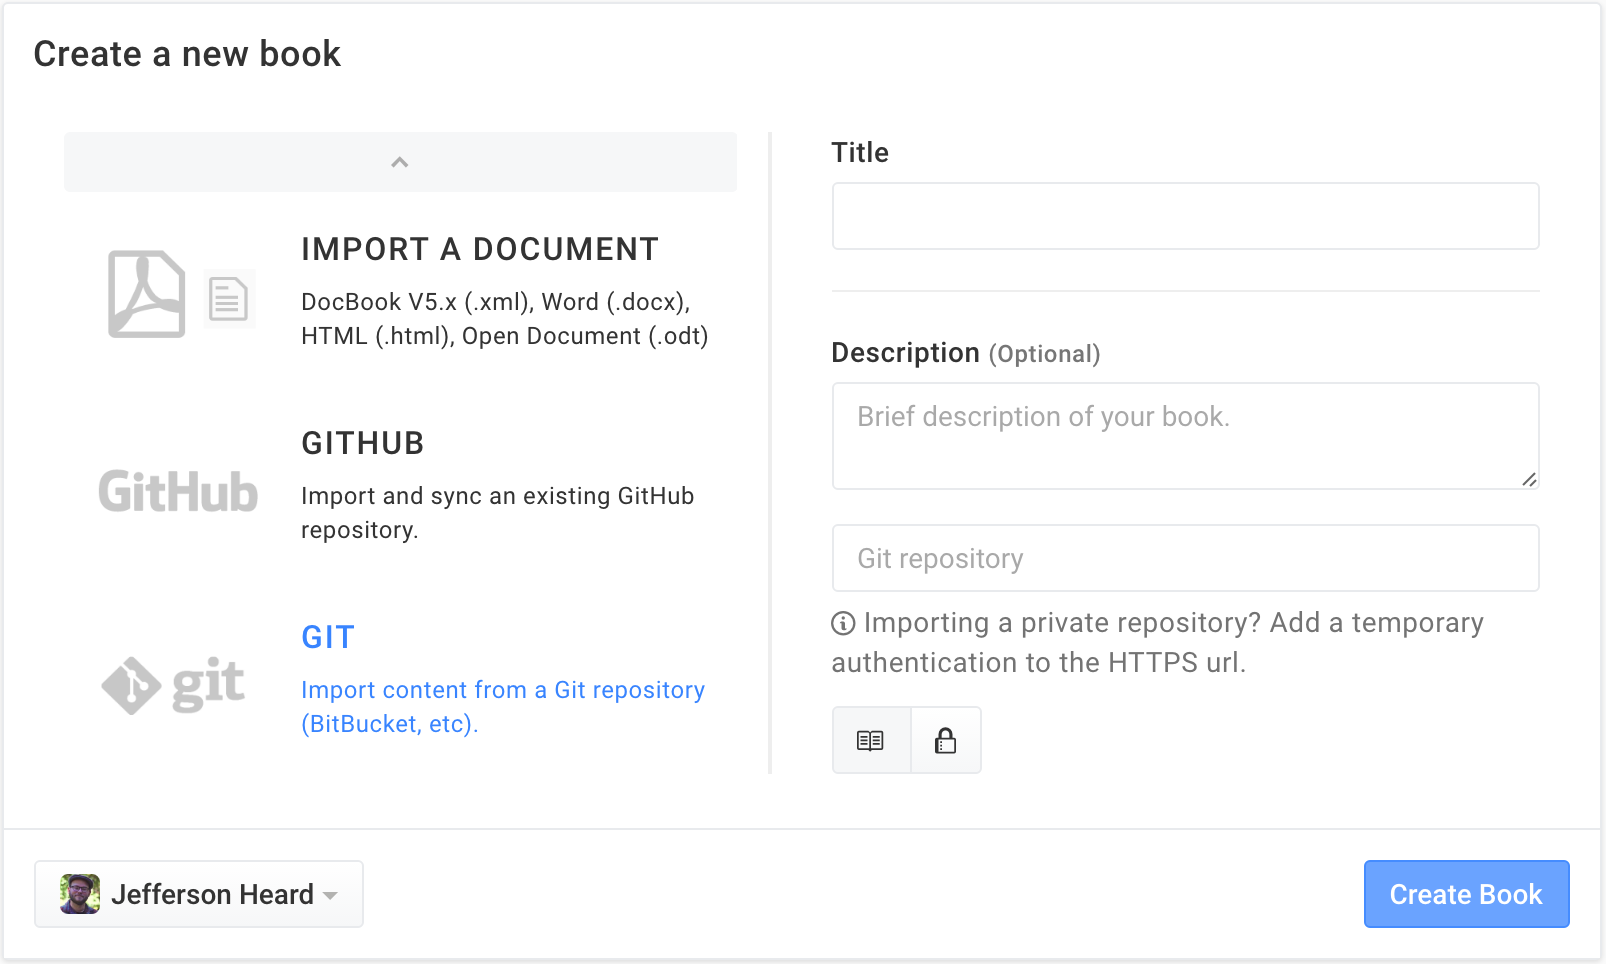 Create a new book
IMPORT A DOCUMENT
DocBook V5.x (.xml), Word (.docx),
HTML (.html), Open Document (.odt)
GitHub
GITHUB
Import and sync an existing GitHub
repository.
git
GIT
Import content from a Git repository
(BitBucket, etc).
Title
Description (Optional)
Brief description of your book.
Git repository
Importing a private repository? Add a temporary
authentication to the HTTPS url.
Jefferson Heard
Create Book